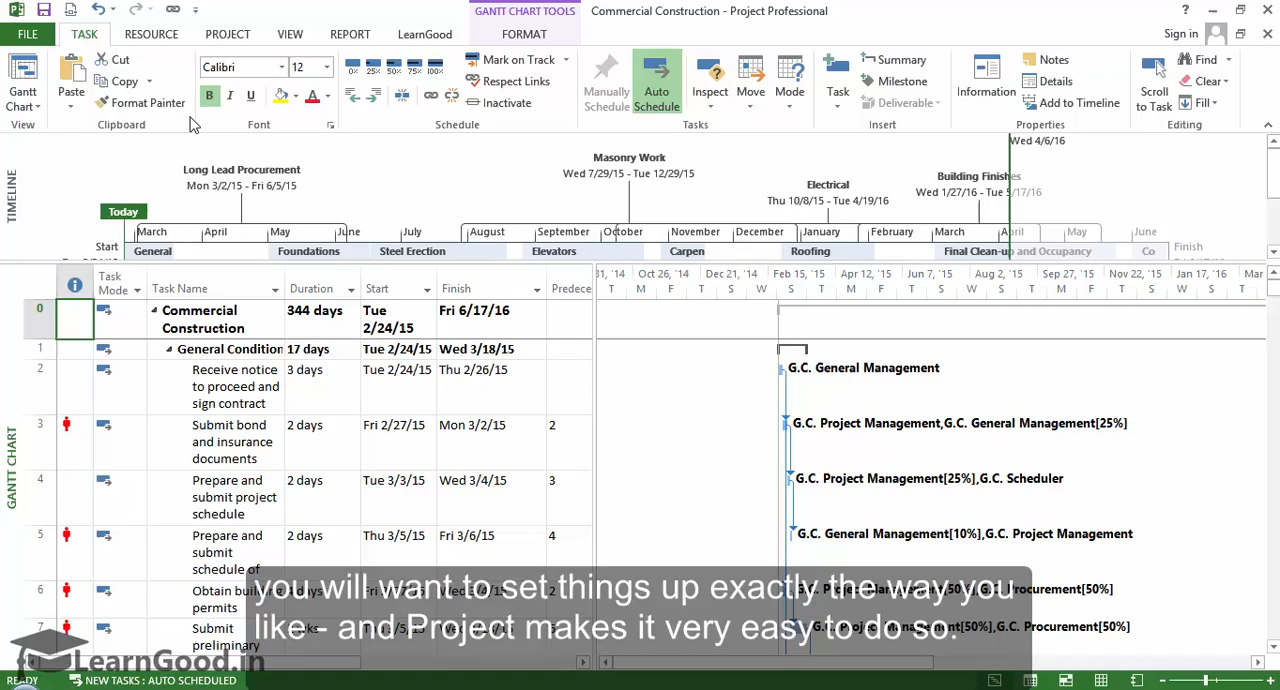 GANTT CHART TOOLS
Commercial Construction - Project Professional
FILE TASK RESOURCE PROJECT VIEW REPORT LearnGood FORMAT
Sign in
Gantt Chart
View
Paste
Cut
Copy
Format Painter
Clipboard
Calibri 12
B I U A
Font
0% 25% 50% 75% 100%
Mark on Track
Respect Links
Inactivate
Schedule
Manually Schedule
Auto Schedule
Inspect
Move
Mode
Tasks
Task
Summary
Milestone
Deliverable
Insert
Information
Notes
Details
Add to Timeline
Properties
Scroll to Task
Find
Clear
Fill
Editing
TIMELINE
Wed 4/6/16
Long Lead Procurement
Mon 3/2/15 - Fri 6/5/15
Masonry Work
Wed 7/29/15 - Tue 12/29/15
Electrical
Thu 10/8/15 - Tue 4/19/16
Building Finishes
Wed 1/27/16 - Tue 5/17/16
Today
March April May June July August September October November December January February March April May June
Start
General Foundations Steel Erection Elevators Carpen Roofing Final Clean-up and Occupancy Co
Finish
GANTT CHART
Task Mode Task Name Duration Start Finish Predece
31, '14 Oct 26, '14 Dec 21, '14 Feb 15, '15 Apr 12, '15 Jun 7, '15 Aug 2, '15 Sep 27, '15 Nov 22, '15 Jan 17, '16 Mar
T M F T S W M F T S W S T M F T S W S T
0 Commercial Construction 344 days Tue 2/24/15 Fri 6/17/16
1 General Condition 17 days Tue 2/24/15 Wed 3/18/15
2 Receive notice to proceed and sign contract 3 days Tue 2/24/15 Thu 2/26/15
G.C. General Management
3 Submit bond and insurance documents 2 days Fri 2/27/15 Mon 3/2/15 2
G.C. Project Management,G.C. General Management[25%]
4 Prepare and submit project schedule 2 days Tue 3/3/15 Wed 3/4/15 3
G.C. Project Management[25%],G.C. Scheduler
5 Prepare and submit schedule of 2 days Thu 3/5/15 Fri 3/6/15 4
G.C. General Management[10%],G.C. Project Management
6 Obtain building permits
7 Submit preliminary
you will want to set things up exactly the way you
like – and Project makes it very easy to do so.
LearnGood.in
READY NEW TASKS : AUTO SCHEDULED